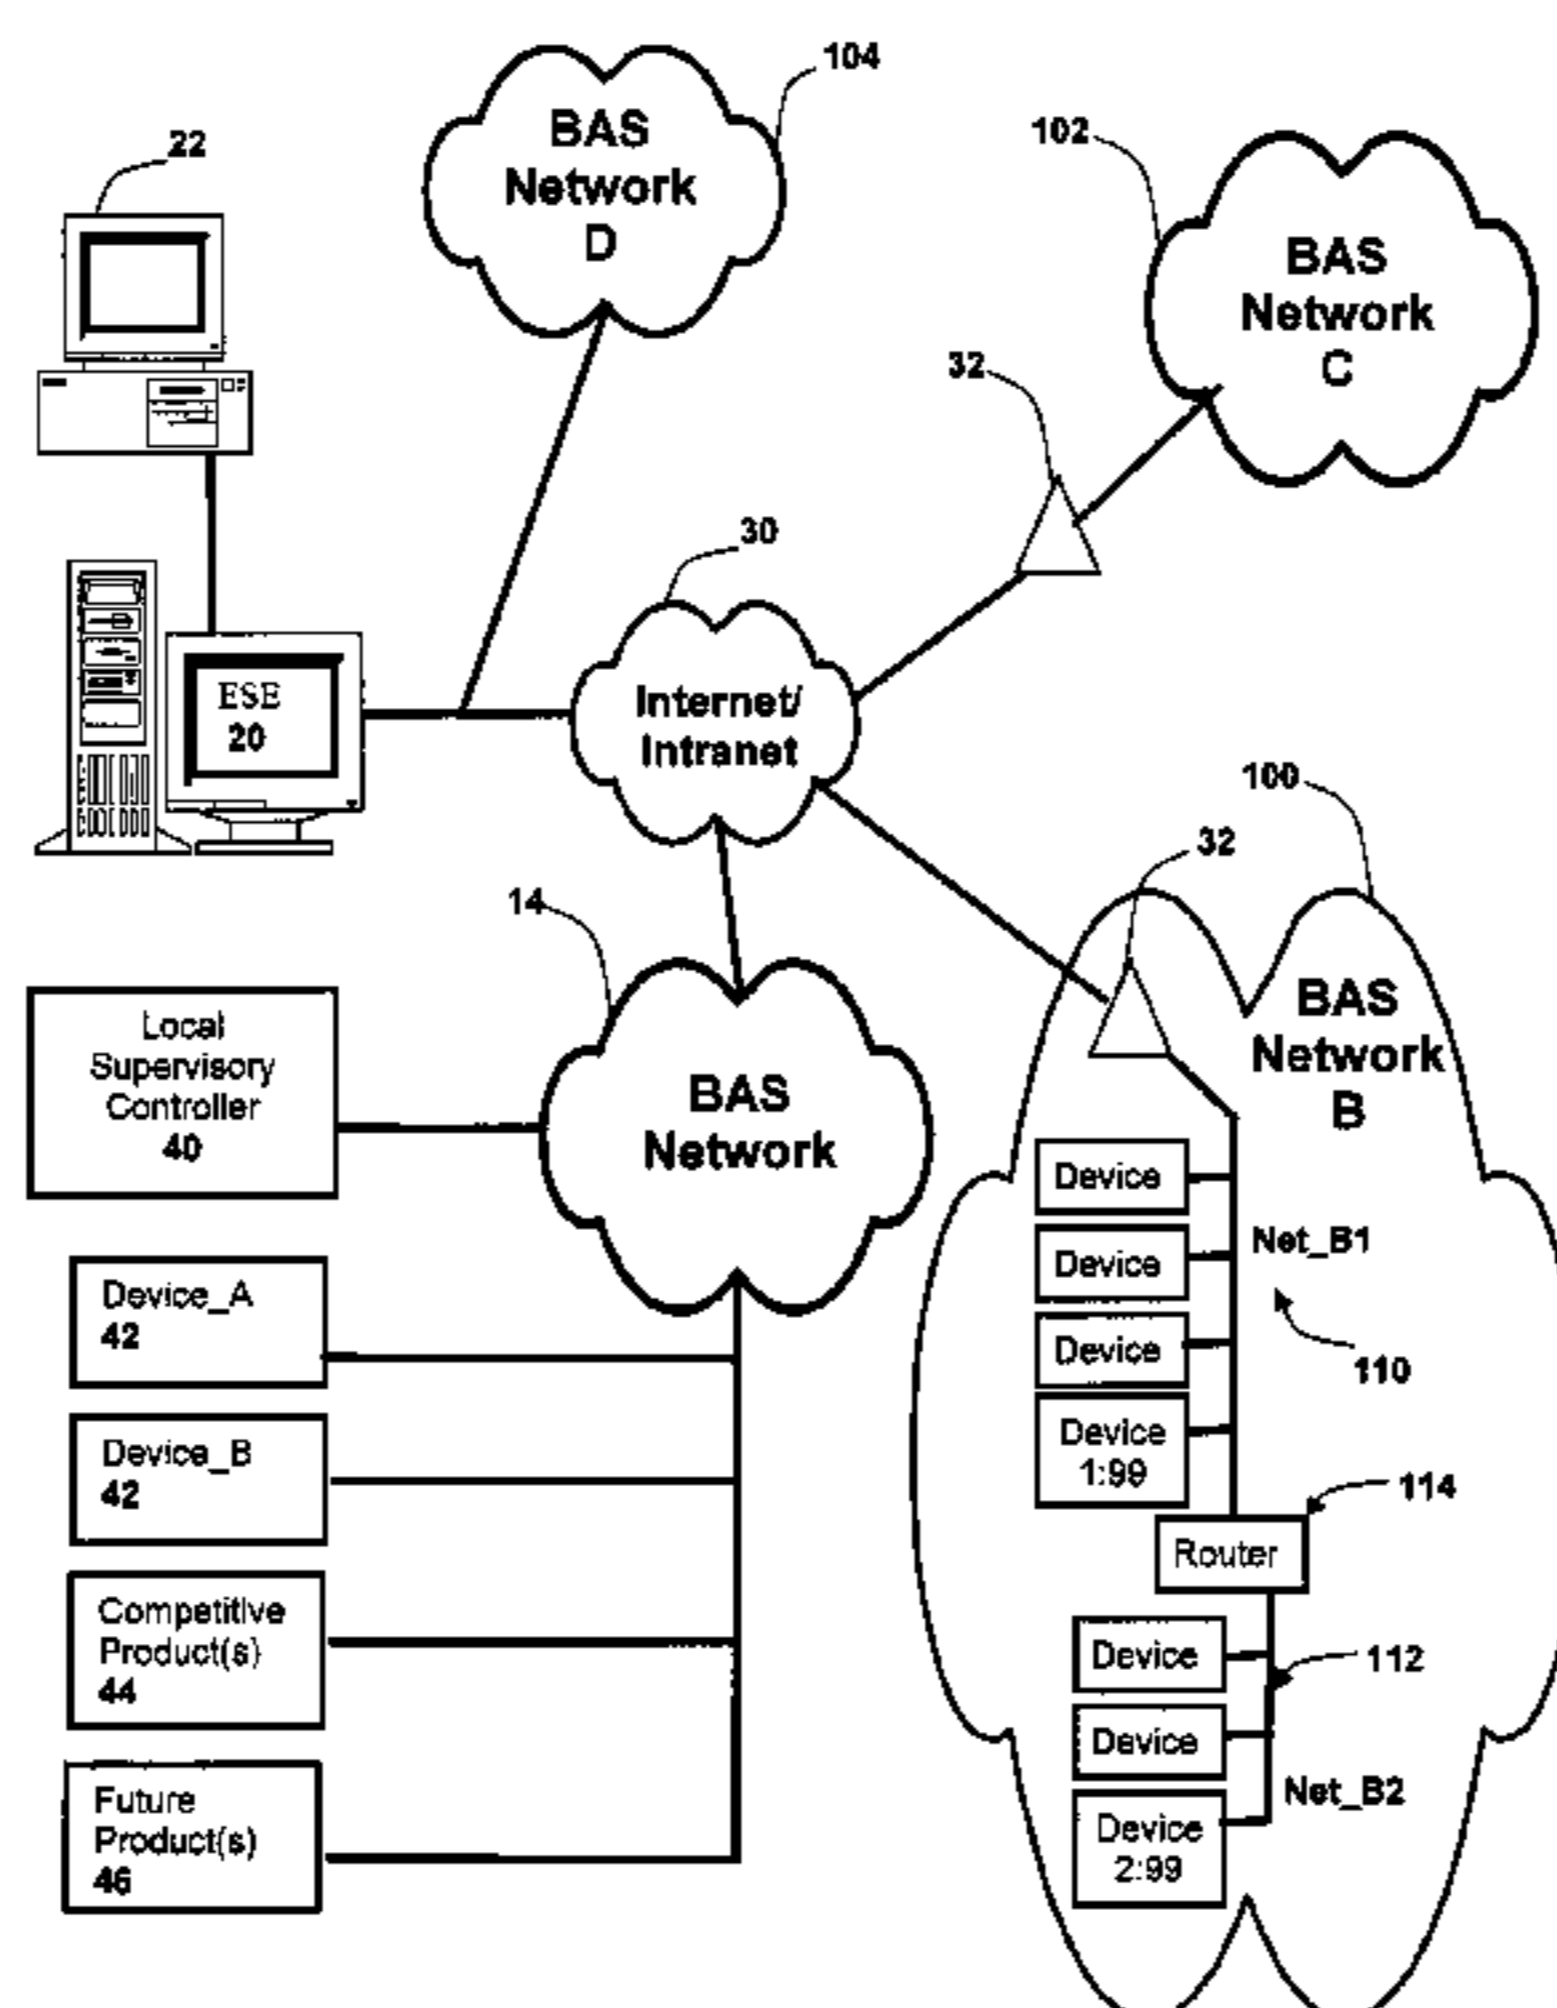 104
BAS
Network
D
22
102
BAS
Network
C
32
30
Internet/
Intranet
ESE
20
100
32
14
BAS
Network
B
Local
Supervisory
Controller
40
BAS
Network
Device
Device
Device
Device
1:99
Net_B1
110
Device_A
42
Device_B
42
114
Router
Competitive
Product(s)
44
Device
Device
Device
2:99
112
Net_B2
Future
Product(s)
46